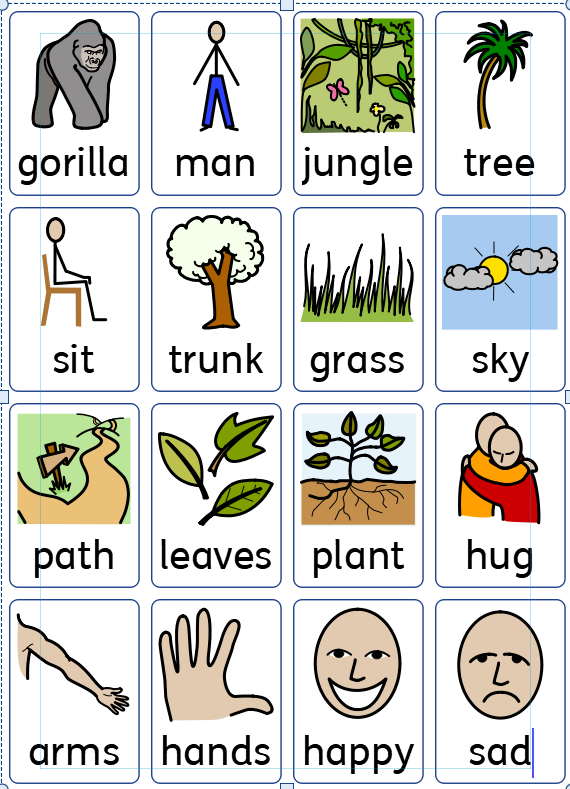 gorilla man jungle tree
sit trunk grass sky
path leaves plant hug
arms hands happy sad